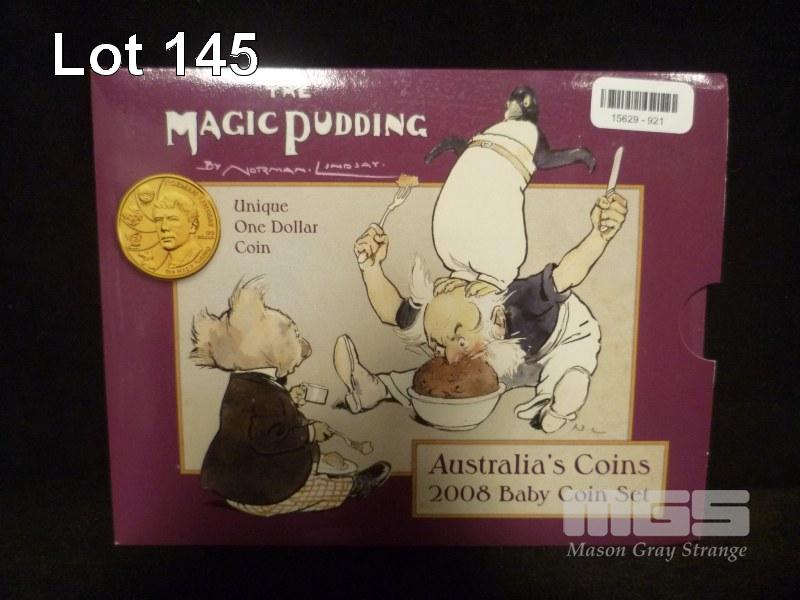 Lot 145
THE
MAGIC PUDDING
BY NORMAN LINDSAY.
15629 - 921
Unique
One Dollar
Coin
Australia's Coins
2008 Baby Coin Set
MGS
Mason Gray Strange